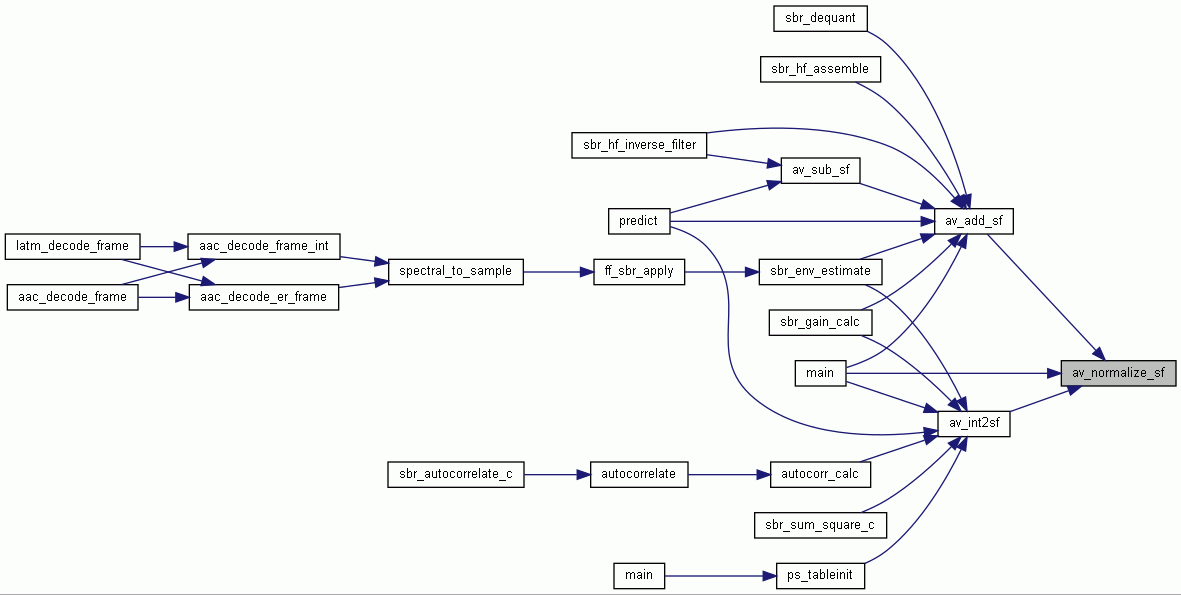 sbr_dequant
sbr_hf_assemble
sbr_hf_inverse_filter
av_sub_sf
predict
av_add_sf
latm_decode_frame
aac_decode_frame_int
spectral_to_sample
ff_sbr_apply
sbr_env_estimate
aac_decode_frame
aac_decode_er_frame
sbr_gain_calc
main
av_normalize_sf
av_int2sf
sbr_autocorrelate_c
autocorrelate
autocorr_calc
sbr_sum_square_c
main
ps_tableinit